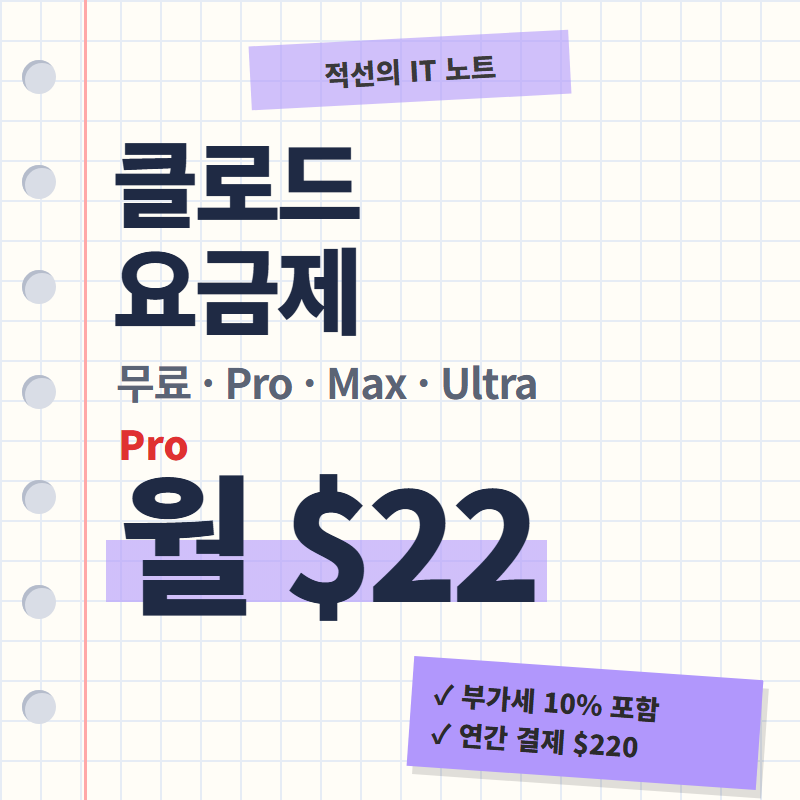 적선의 IT 노트
클로드
요금제
무료 · Pro · Max · Ultra
Pro
월 $22
✓ 부가세 10% 포함
✓ 연간 결제 $220